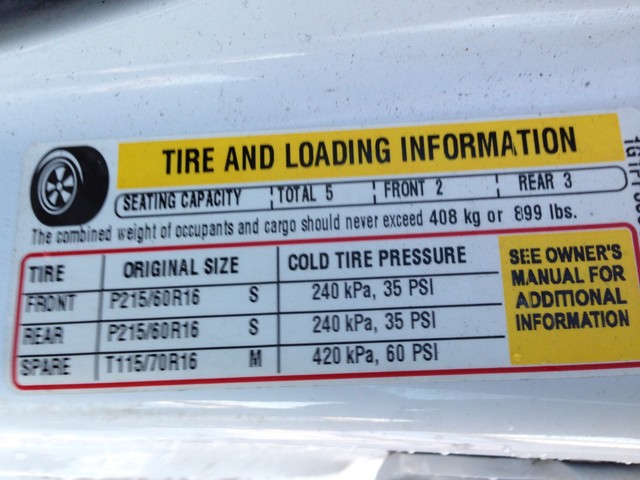 TIRE AND LOADING INFORMATION
SEATING CAPACITY TOTAL 5 FRONT 2 REAR 3
The combined weight of occupants and cargo should never exceed 408 kg or 899 lbs.
TIRE ORIGINAL SIZE COLD TIRE PRESSURE
FRONT P215/60R16 S 240 kPa, 35 PSI
REAR P215/60R16 S 240 kPa, 35 PSI
SPARE T115/70R16 M 420 kPa, 60 PSI
SEE OWNER'S
MANUAL FOR
ADDITIONAL
INFORMATION